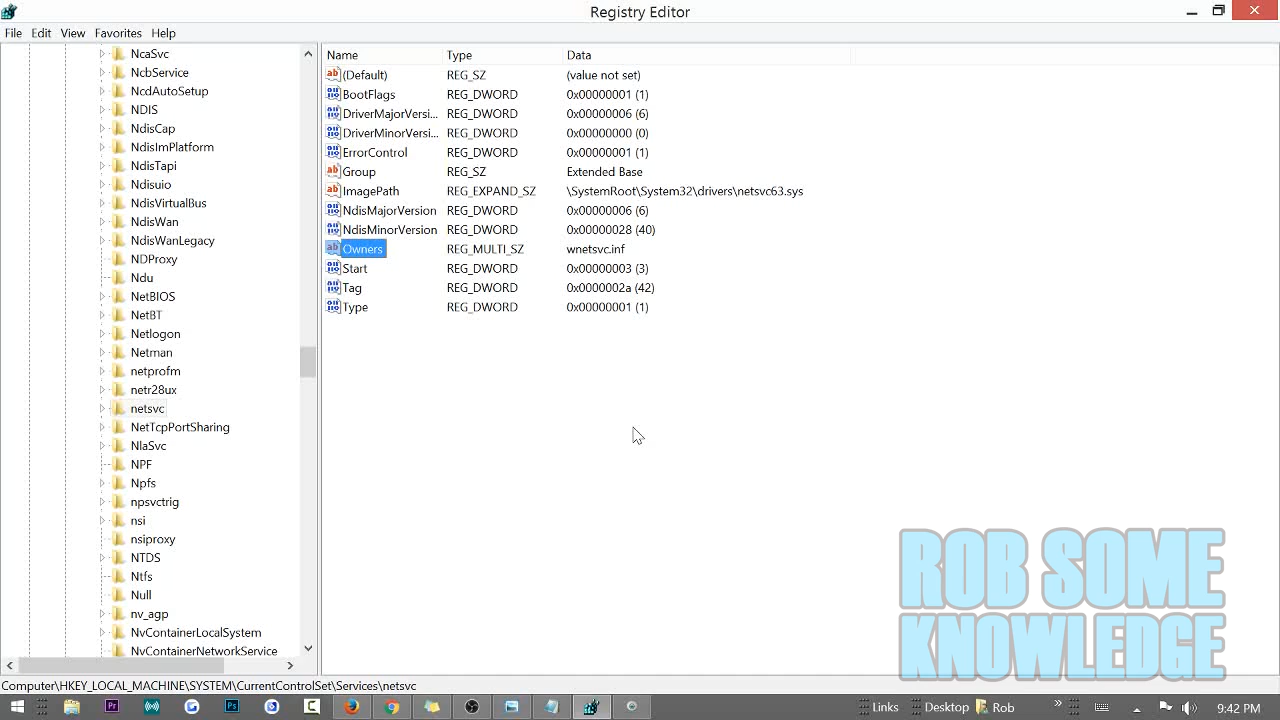 Registry Editor
File Edit View Favorites Help
NcaSvc
NcbService
NcdAutoSetup
NDIS
NdisCap
NdisImPlatform
NdisTapi
Ndisuio
NdisVirtualBus
NdisWan
NdisWanLegacy
NDProxy
Ndu
NetBIOS
NetBT
Netlogon
Netman
netprofm
netr28ux
netsvc
NetTcpPortSharing
NlaSvc
NPF
Npfs
npsvctrig
nsi
nsiproxy
NTDS
Ntfs
Null
nv_agp
NvContainerLocalSystem
NvContainerNetworkService
Name Type Data
(Default) REG_SZ (value not set)
BootFlags REG_DWORD 0x00000001 (1)
DriverMajorVersi... REG_DWORD 0x00000006 (6)
DriverMinorVersi... REG_DWORD 0x00000000 (0)
ErrorControl REG_DWORD 0x00000001 (1)
Group REG_SZ Extended Base
ImagePath REG_EXPAND_SZ \SystemRoot\System32\drivers\netsvc63.sys
NdisMajorVersion REG_DWORD 0x00000006 (6)
NdisMinorVersion REG_DWORD 0x00000028 (40)
Owners REG_MULTI_SZ wnetsvc.inf
Start REG_DWORD 0x00000003 (3)
Tag REG_DWORD 0x0000002a (42)
Type REG_DWORD 0x00000001 (1)
ROB SOME
KNOWLEDGE
Computer\HKEY_LOCAL_MACHINE\SYSTEM\CurrentControlSet\Services\netsvc
Links Desktop Rob 9:42 PM